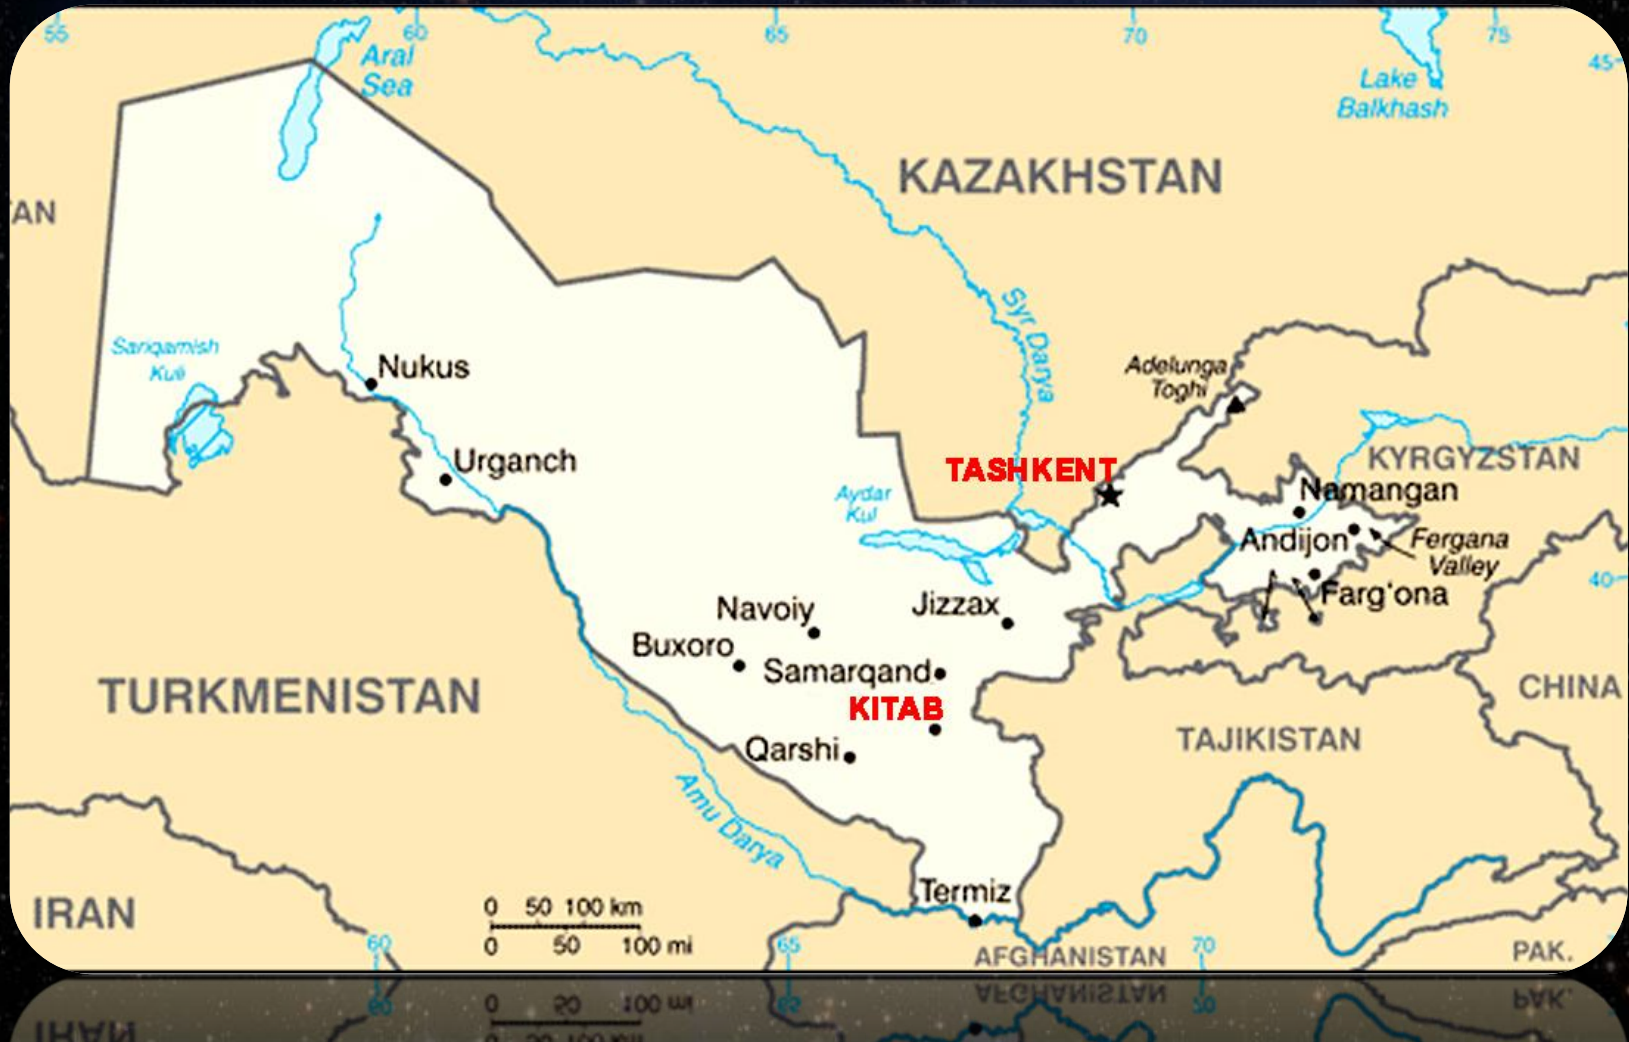 55
60
65
70
75
Aral
Sea
45
Lake
Balkhash
KAZAKHSTAN
TAN
Syr Darya
Sariqamish
Kuli
Nukus
Adelunga
Toghi
Urganch
TASHKENT
KYRGYZSTAN
Aydar
Kul
Namangan
Andijon
Fergana
Valley
40
Farg'ona
Navoiy
Jizzax
Buxoro
Samarqand
KITAB
CHINA
TURKMENISTAN
Qarshi
TAJIKISTAN
Amu Darya
Termiz
IRAN
0 50 100 km
0 50 100 mi
60
65
70
AFGHANISTAN
PAK.